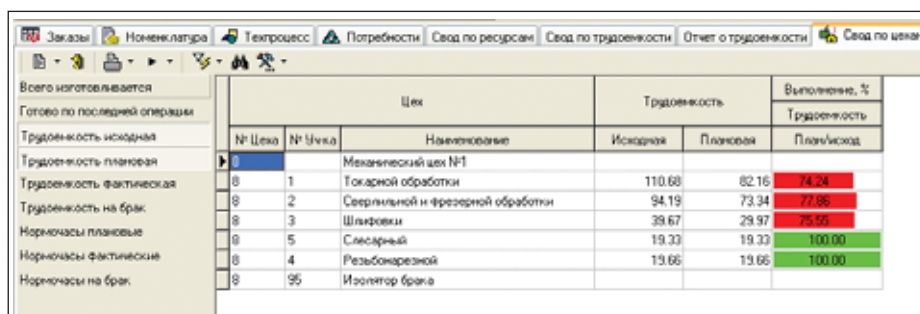 Заказы Номенклатура Техпроцесс Потребности Свод по ресурсам Свод по трудоемкости Отчет о трудоемкости Свод по цехам
Всего изготовливается
Готово по последней операции
Трудоемкость исходная
Трудоемкость плановая
Трудоемкость фактическая
Трудоемкость на брак
Нормочасы плановые
Нормочасы фактические
Нормочасы на брак
Цех Трудоемкость Выполнение, %
Трудоемкость
№ Цеха № Уч-ка Наименование Исходная Плановая План/исход
8 Механический цех №1
8 1 Токарной обработки 110.68 82.16 74.24
8 2 Сверлильной и фрезерной обработки 94.19 73.34 77.86
8 3 Шлифовки 39.67 29.97 75.55
8 5 Слесарный 19.33 19.33 100.00
8 4 Резьбонарезной 19.66 19.66 100.00
8 95 Изолятор брака